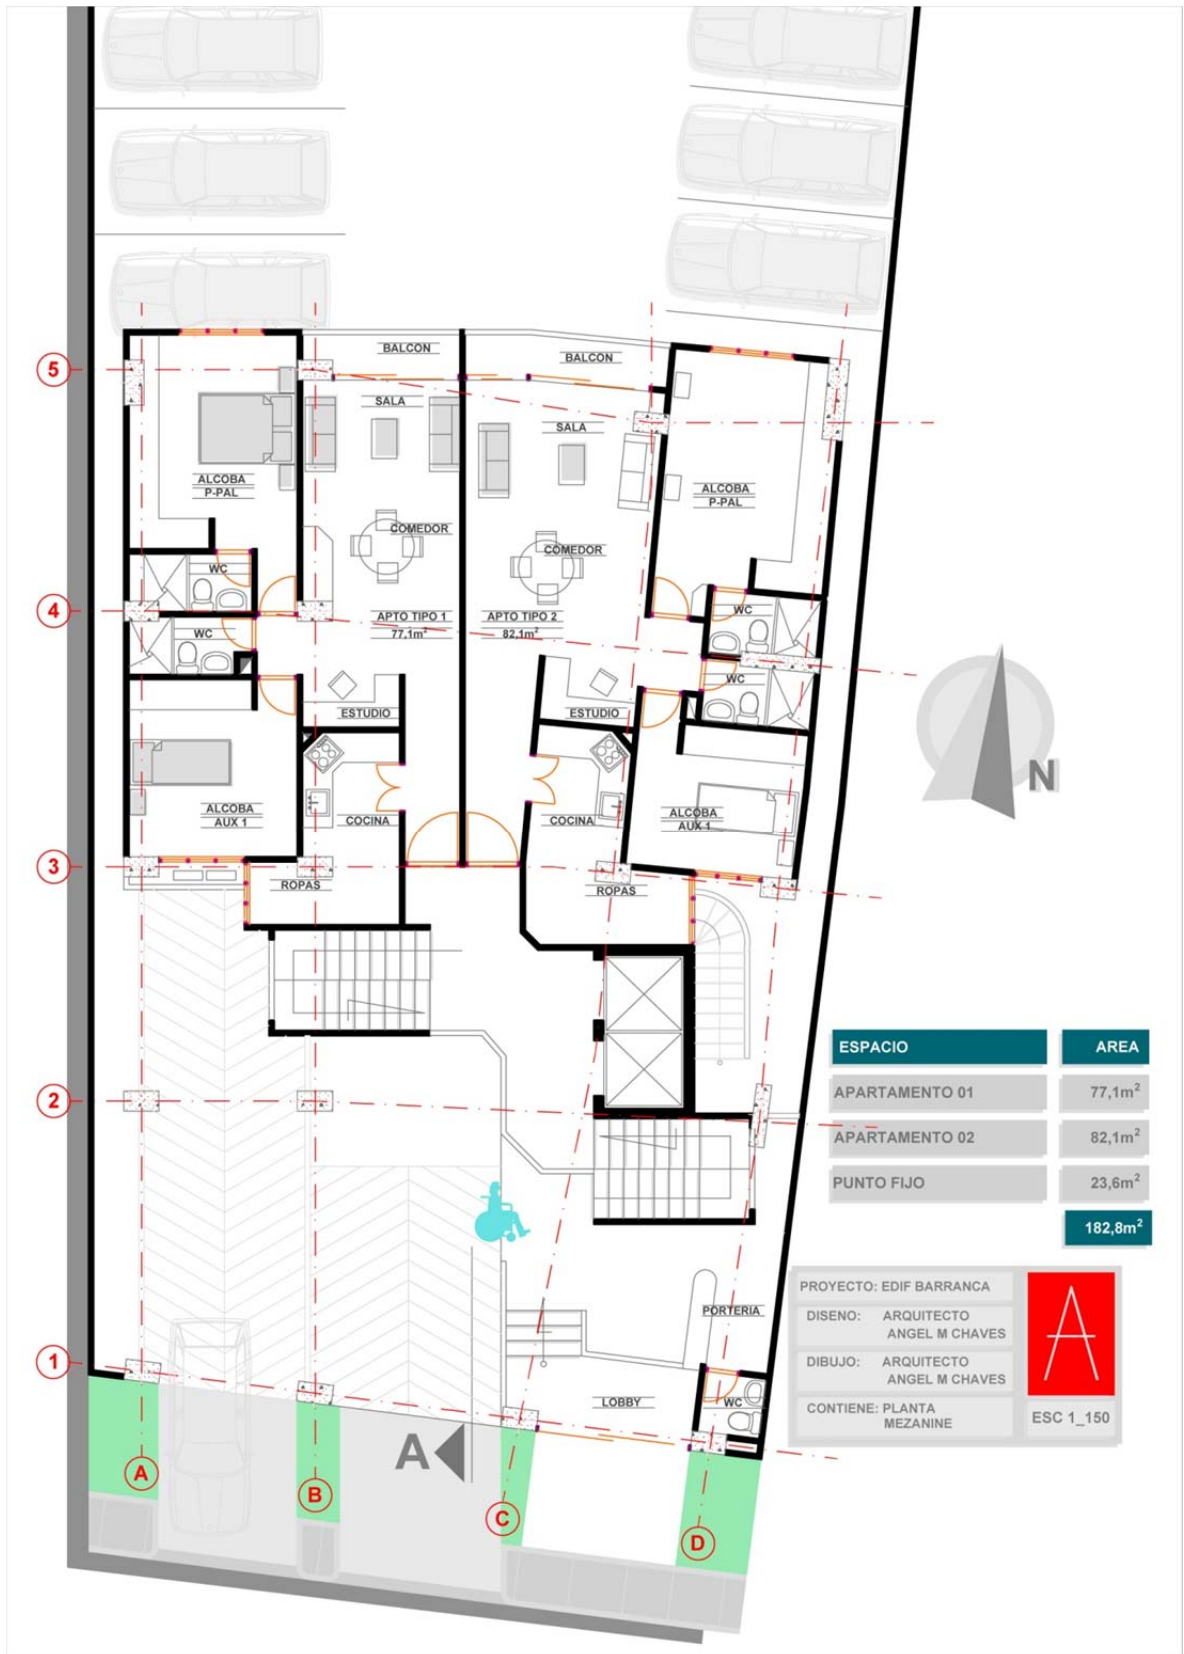 BALCON
BALCON
5
SALA
SALA
ALCOBA
P-PAL
ALCOBA
P-PAL
COMEDOR
COMEDOR
WC
4
WC
APTO TIPO 1
77,1m²
APTO TIPO 2
82,1m²
WC
WC
ESTUDIO
ESTUDIO
N
ALCOBA
AUX 1
COCINA
COCINA
ALCOBA
AUX 1
3
ROPAS
ROPAS
ESPACIO AREA
APARTAMENTO 01 77,1m²
APARTAMENTO 02 82,1m²
PUNTO FIJO 23,6m²
182,8m²
2
PROYECTO: EDIF BARRANCA
DISENO: ARQUITECTO
ANGEL M CHAVES
DIBUJO: ARQUITECTO
ANGEL M CHAVES
CONTIENE: PLANTA
MEZANINE
A
ESC 1_150
PORTERIA
1
LOBBY
WC
A
A
B
C
D